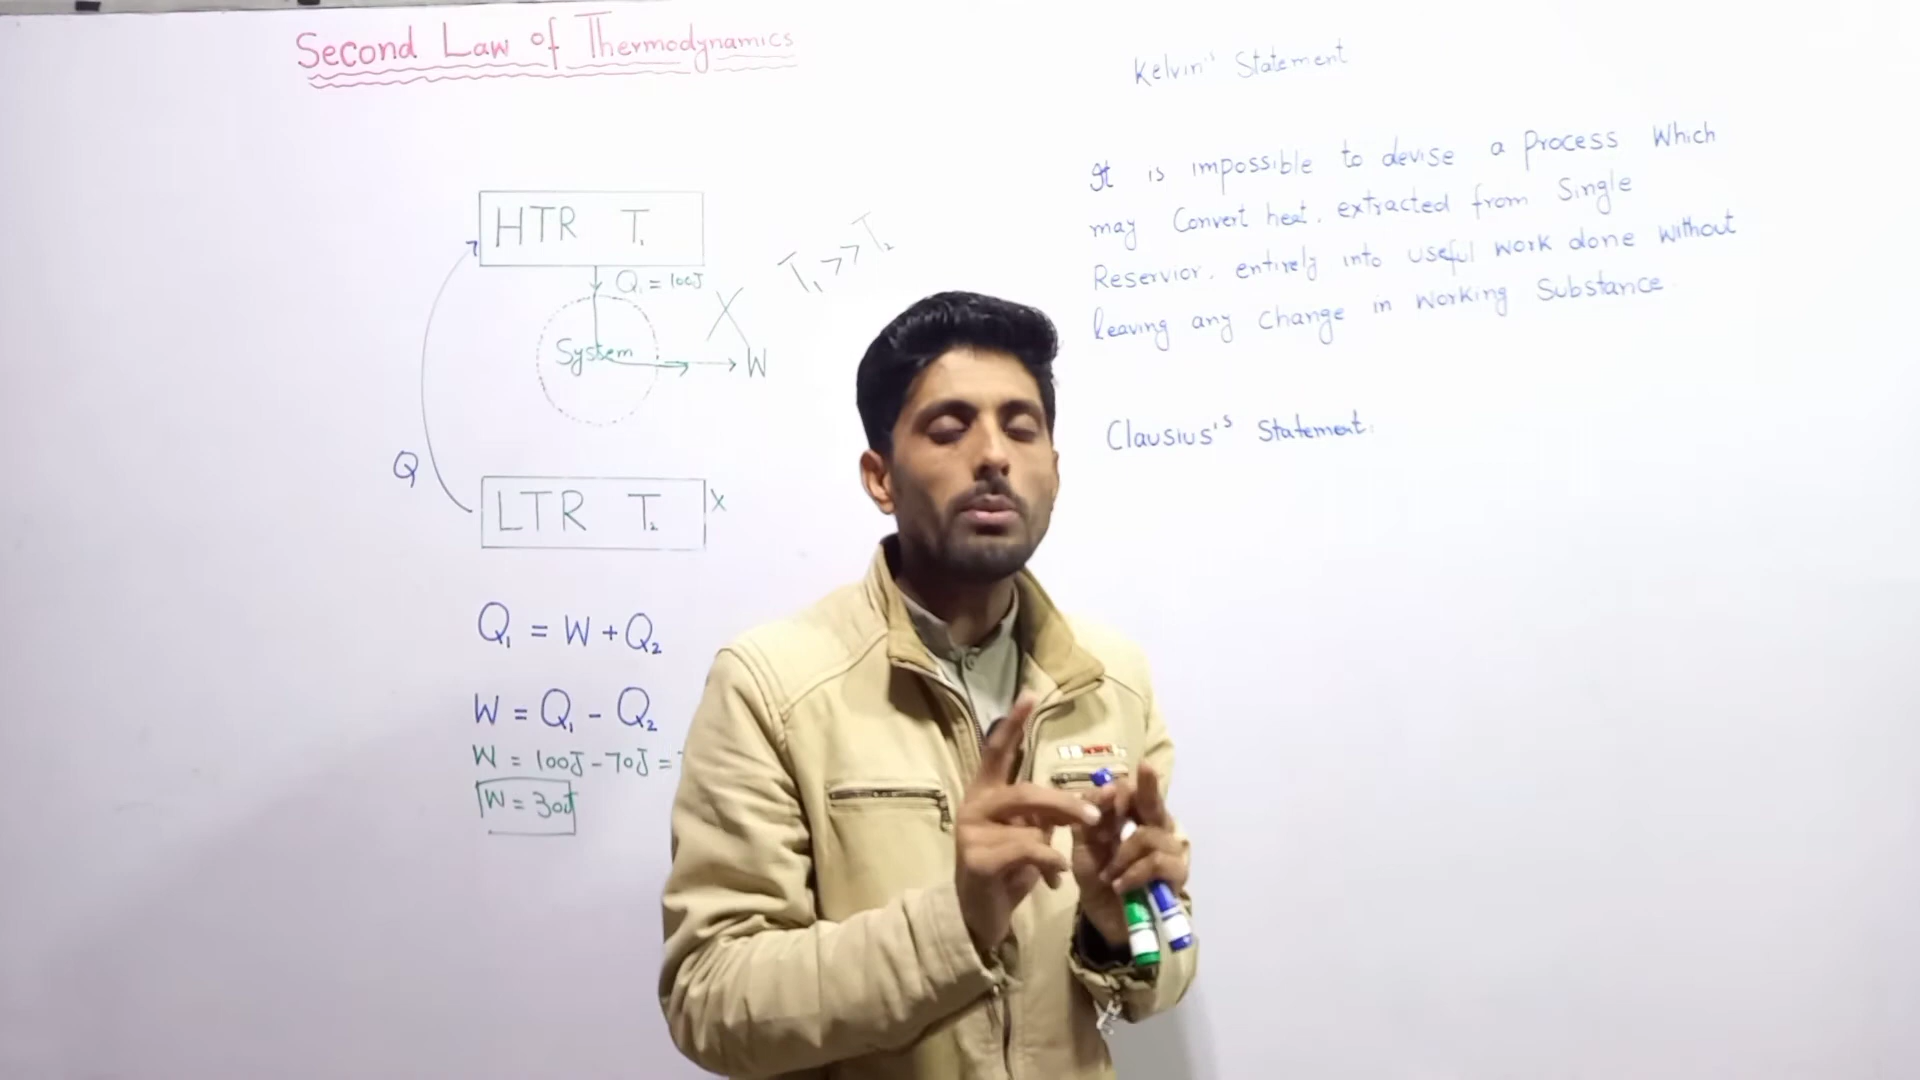 Second Law of Thermodynamics
HTR T₁
Q₁ = 100J
T₁ >> T₂
System
W
Q
LTR T₂ x
Q₁ = W + Q₂
W = Q₁ - Q₂
W = 100J - 70J =
W = 30J
Kelvin's Statement
It is impossible to devise a Process Which
may Convert heat, extracted from Single
Reservior, entirely into useful work done without
leaving any change in Working Substance.
Clausius's Statement: